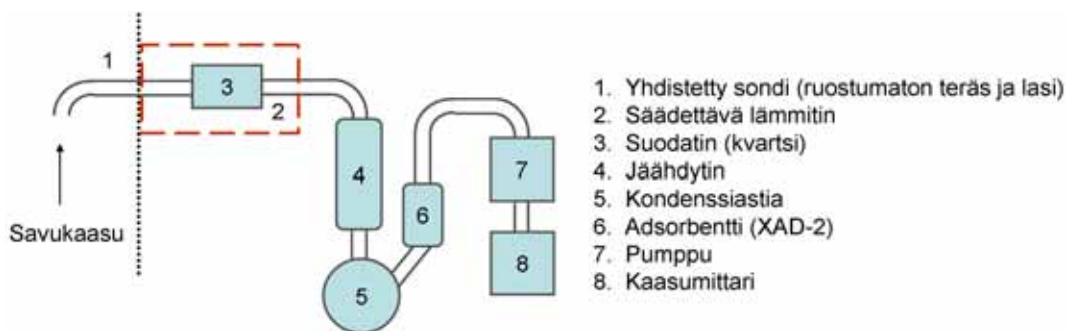 1
3
2
4
5
6
7
8
Savukaasu
1. Yhdistetty sondi (ruostumaton teräs ja lasi)
2. Säädettävä lämmitin
3. Suodatin (kvartsi)
4. Jäähdytin
5. Kondenssiastia
6. Adsorbentti (XAD-2)
7. Pumppu
8. Kaasumittari